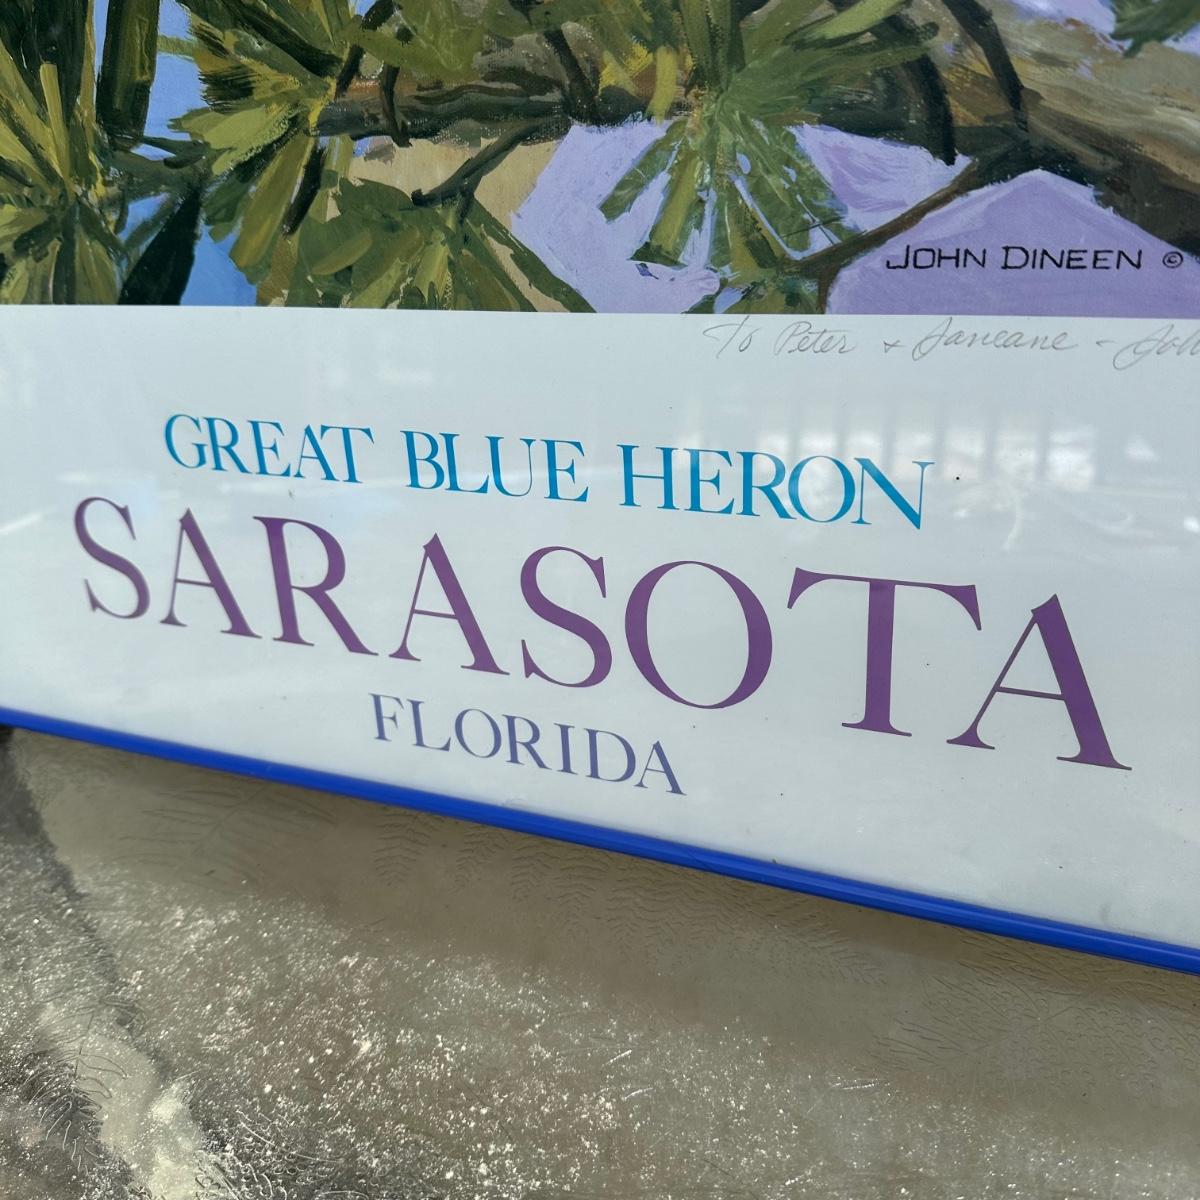 JOHN DINEEN ©
To Peter + Janeane -
GREAT BLUE HERON
SARASOTA
FLORIDA